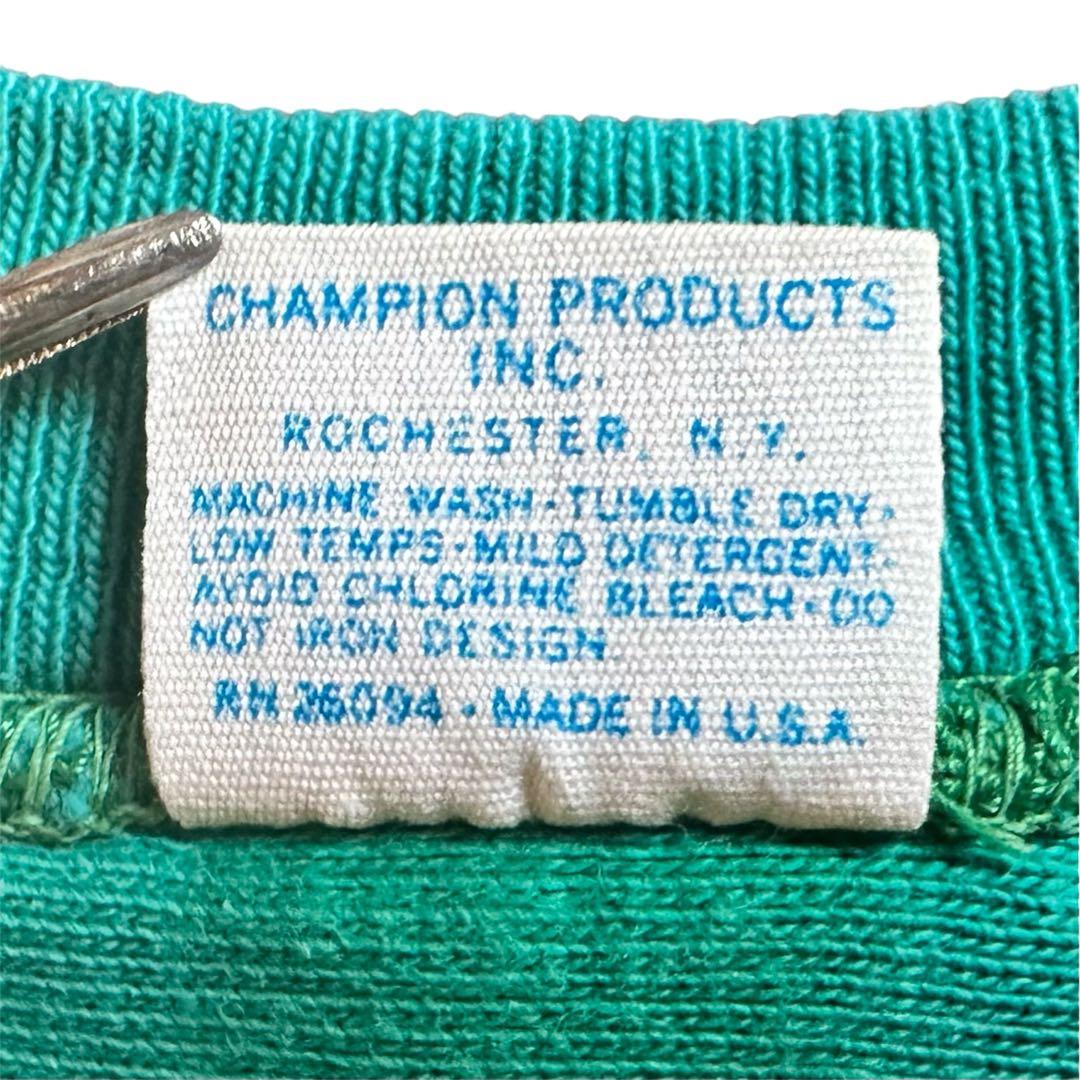 CHAMPION PRODUCTS
INC.
ROCHESTER, N.Y.
MACHINE WASH·TUMBLE DRY·
LOW TEMPS·MILD DETERGENT·
AVOID CHLORINE BLEACH·DO
NOT IRON DESIGN
RN 26094 · MADE IN U.S.A.